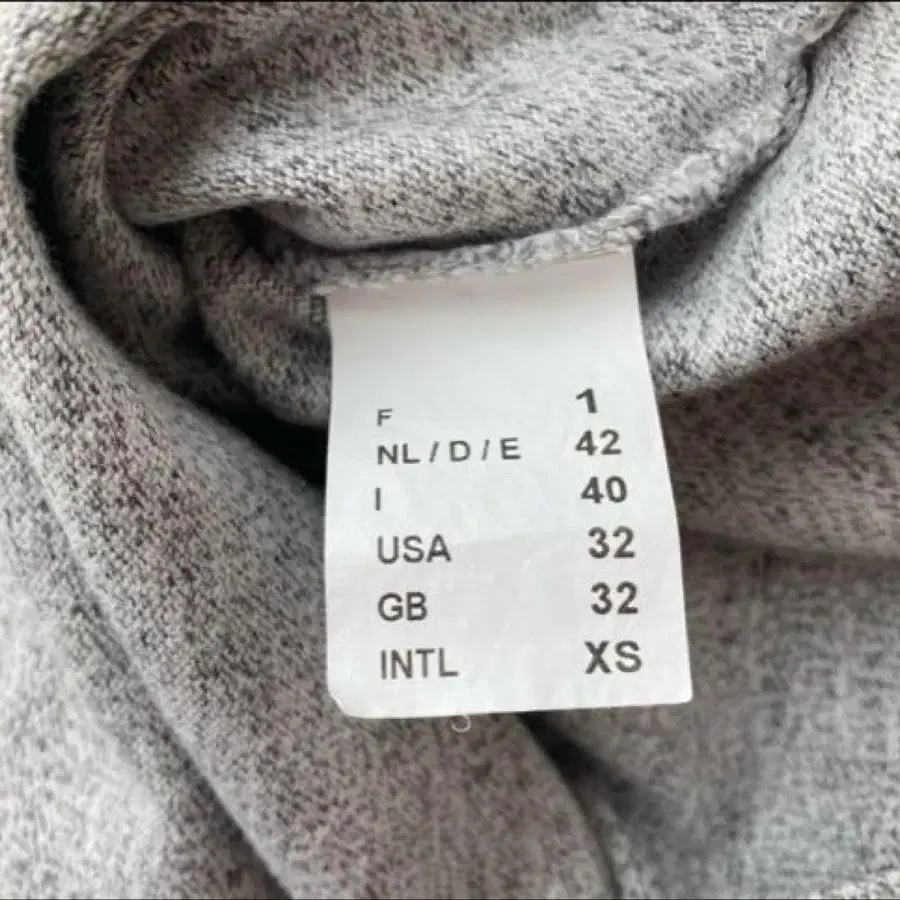 F 1
NL / D / E 42
I 40
USA 32
GB 32
INTL XS